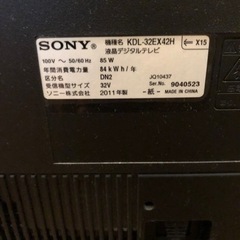 SONY 機種名 KDL-32EX42H
液晶デジタルテレビ
X15
100V ～ 50/60 Hz 85 W
年間消費電力量 84 kWh/年
区分名 DN2
受信機型サイズ 32V
ソニー株式会社 2011年製
JQ10437
Ser.No. 9040523
-紙- MADE IN CHINA